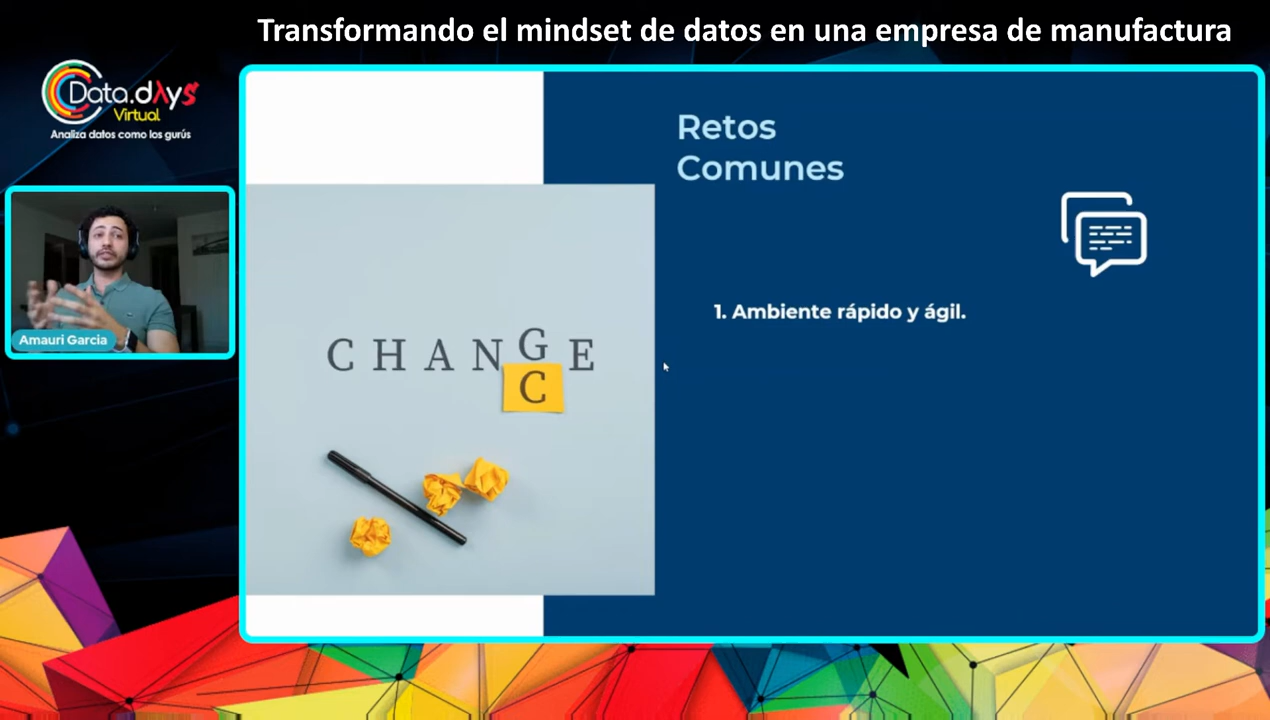 Transformando el mindset de datos en una empresa de manufactura
Data.dAys
Virtual
Analiza datos como los gurús
Amauri Garcia
Retos
Comunes
1. Ambiente rápido y ágil.
CHANGE
C